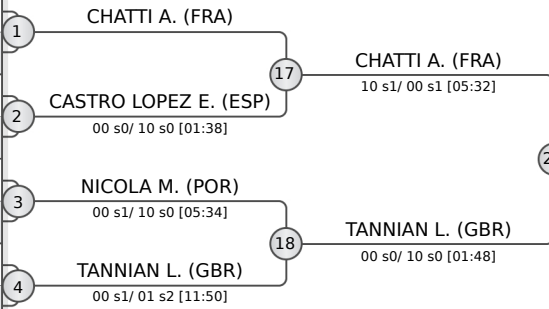 CHATTI A. (FRA)
1
17
CHATTI A. (FRA)
10 s1/ 00 s1 [05:32]
CASTRO LOPEZ E. (ESP)
2
00 s0/ 10 s0 [01:38]
NICOLA M. (POR)
3
00 s1/ 10 s0 [05:34]
18
TANNIAN L. (GBR)
00 s0/ 10 s0 [01:48]
TANNIAN L. (GBR)
4
00 s1/ 01 s2 [11:50]